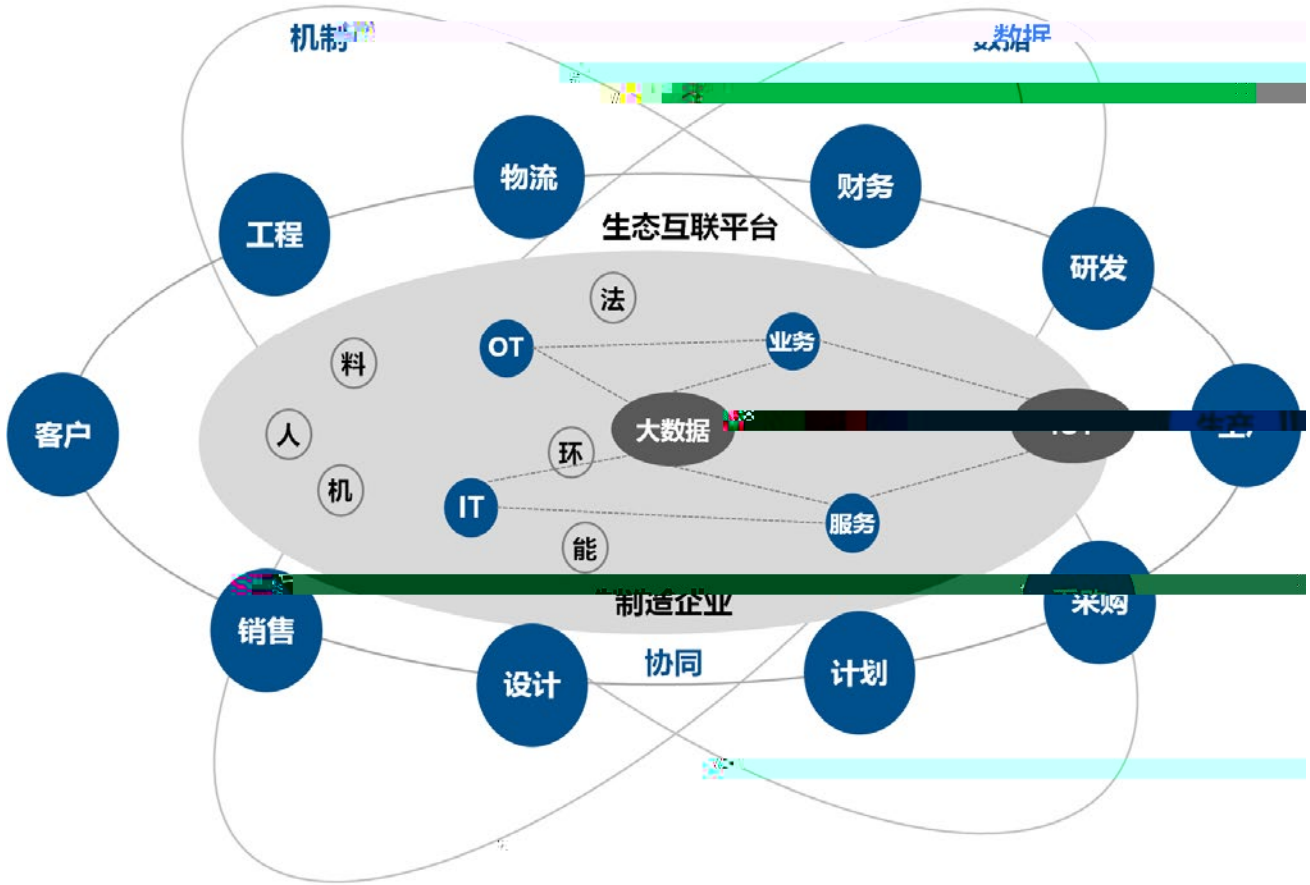 机制
数据
物流
财务
工程
生态互联平台
研发
法
OT
业务
料
客户
人
大数据
生产
环
机
IT
服务
能
制造企业
采购
销售
协同
设计
计划